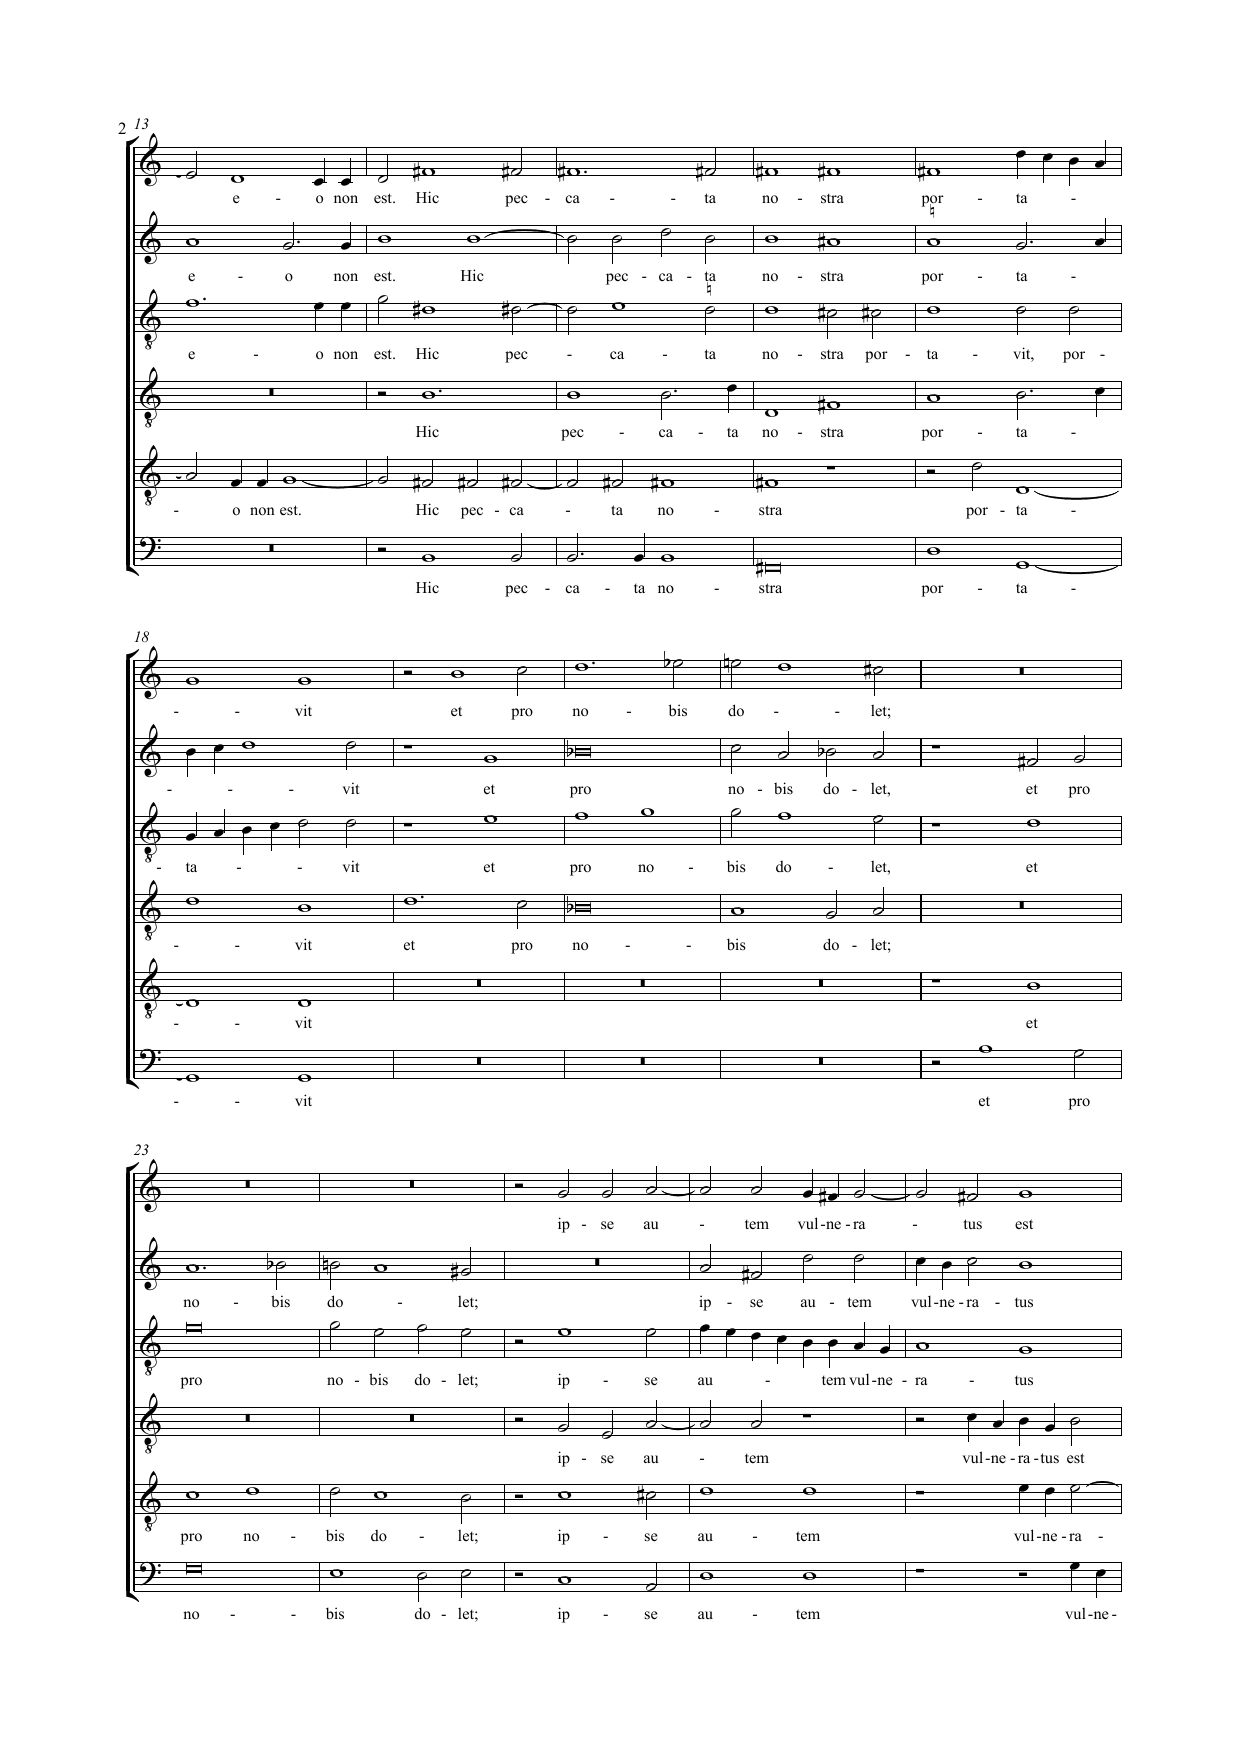 2 13
e - o non est. Hic pec - ca - - ta no - stra por - ta -
e - o non est. Hic pec - ca - ta no - stra por - ta -
e - o non est. Hic pec - ca - ta no - stra por - ta - vit, por -
Hic pec - ca - ta no - stra por - ta -
- o non est. Hic pec - ca - ta no - stra por - ta -
Hic pec - ca - ta no - stra por - ta -
18
- - vit et pro no - bis do - - let;
- - - vit et pro no - bis do - let, et pro
- ta - - vit et pro no - bis do - let, et
- - vit et pro no - - bis do - let;
- - vit et
- - vit et pro
23
ip - se au - tem vul - ne - ra - tus est
no - bis do - let; ip - se au - tem vul - ne - ra - tus
pro no - bis do - let; ip - se au - tem vul - ne - ra - tus
ip - se au - tem vul - ne - ra - tus est
pro no - bis do - let; ip - se au - tem vul - ne - ra -
no - - bis do - let; ip - se au - tem vul - ne -